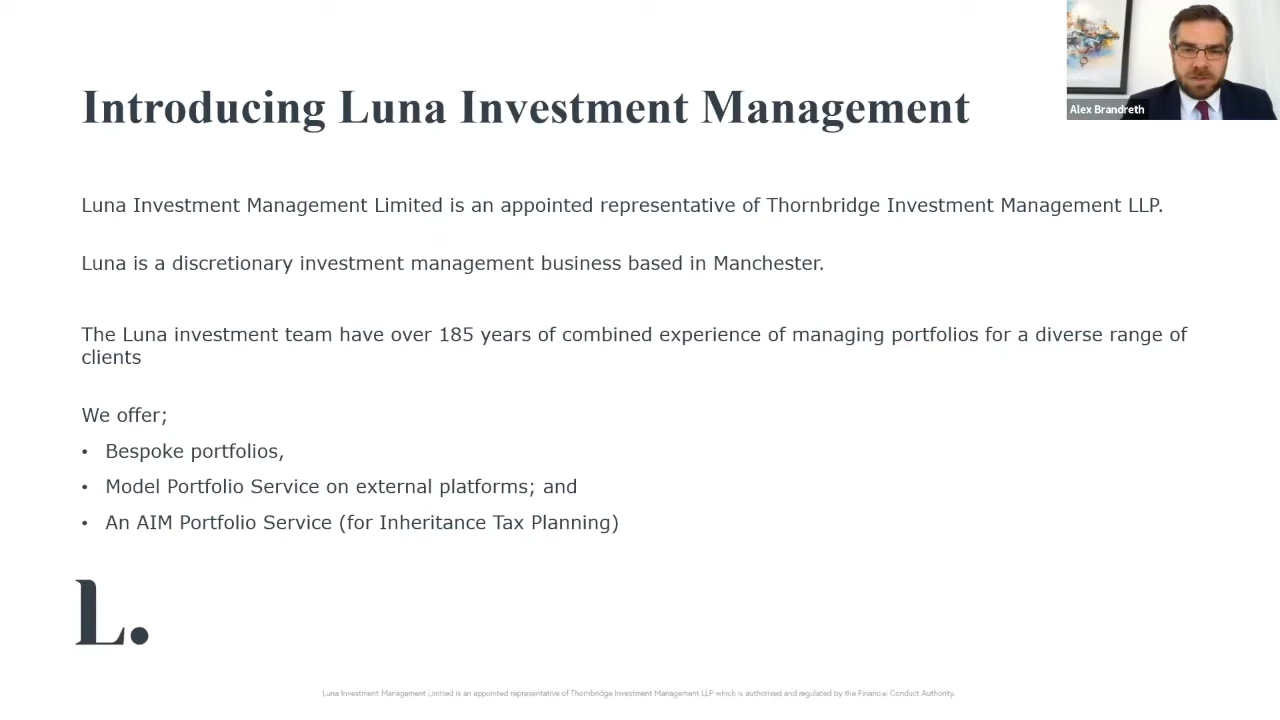 Introducing Luna Investment Management
Alex Brandreth
Luna Investment Management Limited is an appointed representative of Thornbridge Investment Management LLP.
Luna is a discretionary investment management business based in Manchester.
The Luna investment team have over 185 years of combined experience of managing portfolios for a diverse range of
clients
We offer;
• Bespoke portfolios,
• Model Portfolio Service on external platforms; and
• An AIM Portfolio Service (for Inheritance Tax Planning)
L.
Luna Investment Management Limited is an appointed representative of Thornbridge Investment Management LLP which is authorised and regulated by the Financial Conduct Authority.